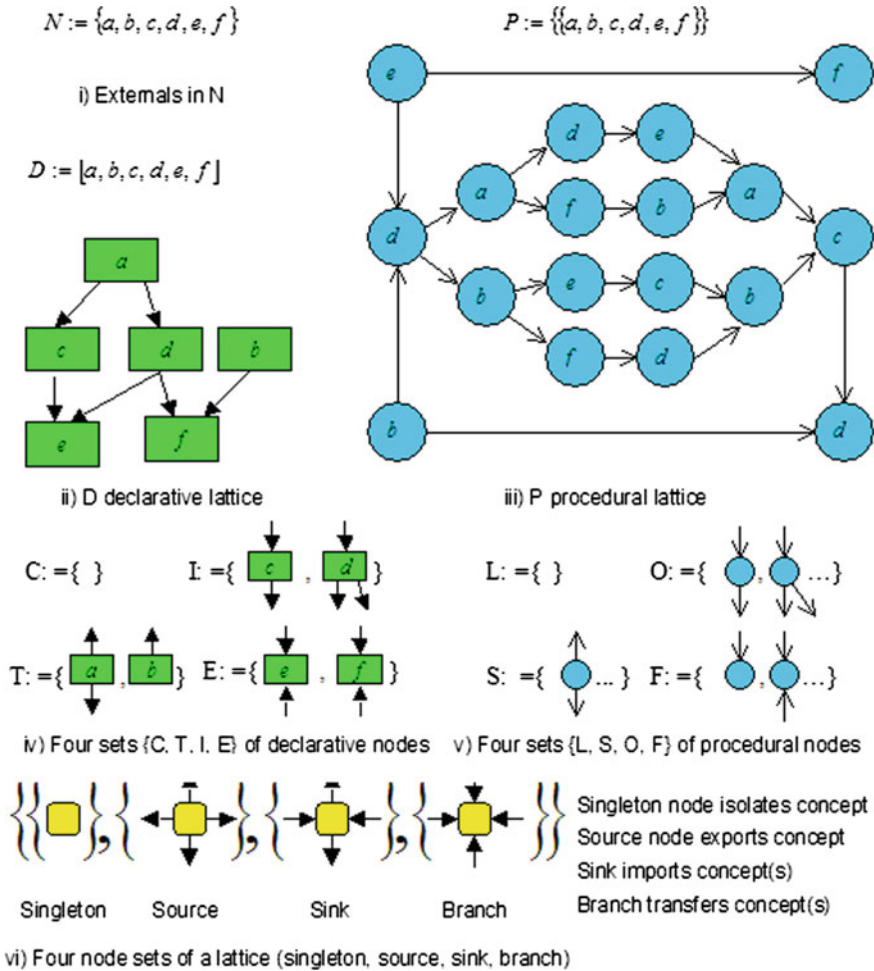 N := {a, b, c, d, e, f}
P := {{a, b, c, d, e, f}}
i) Externals in N
D := ⌊a, b, c, d, e, f⌋
a
c d b
e f
e f
d e
a a
f b
d c
e c
b b
f d
b d
ii) D declarative lattice
iii) P procedural lattice
C: ={ } I: ={ c , d }
T: ={ a , b } E: ={ e , f }
L: ={ } O: ={ , ...}
S: ={ ... } F: ={ , ...}
iv) Four sets {C, T, I, E} of declarative nodes
v) Four sets {L, S, O, F} of procedural nodes
{{ },{ },{ },{ }}
Singleton Source Sink Branch
Singleton node isolates concept
Source node exports concept
Sink imports concept(s)
Branch transfers concept(s)
vi) Four node sets of a lattice (singleton, source, sink, branch)